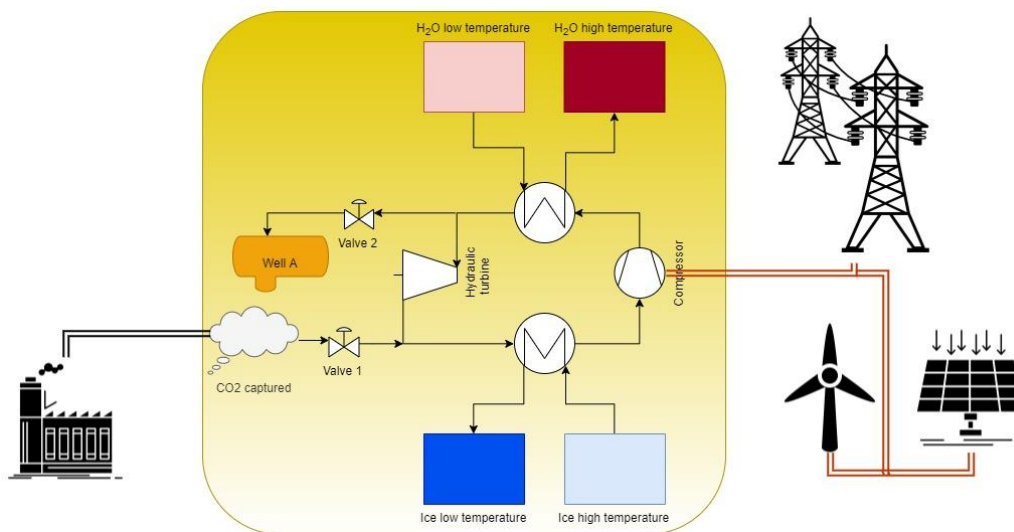 H₂O low temperature
H₂O high temperature
Valve 2
Well A
Hydraulic
turbine
Compressor
CO2 captured
Valve 1
Ice low temperature
Ice high temperature